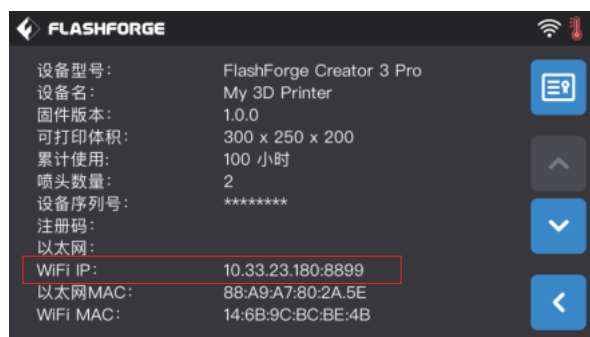 FLASHFORGE
设备型号: FlashForge Creator 3 Pro
设备名: My 3D Printer
固件版本: 1.0.0
可打印体积: 300 x 250 x 200
累计使用: 100 小时
喷头数量: 2
设备序列号: ********
注册码:
以太网:
WiFi IP: 10.33.23.180:8899
以太网MAC: 88:A9:A7:80:2A.5E
WiFi MAC: 14:6B:9C:BC:BE:4B